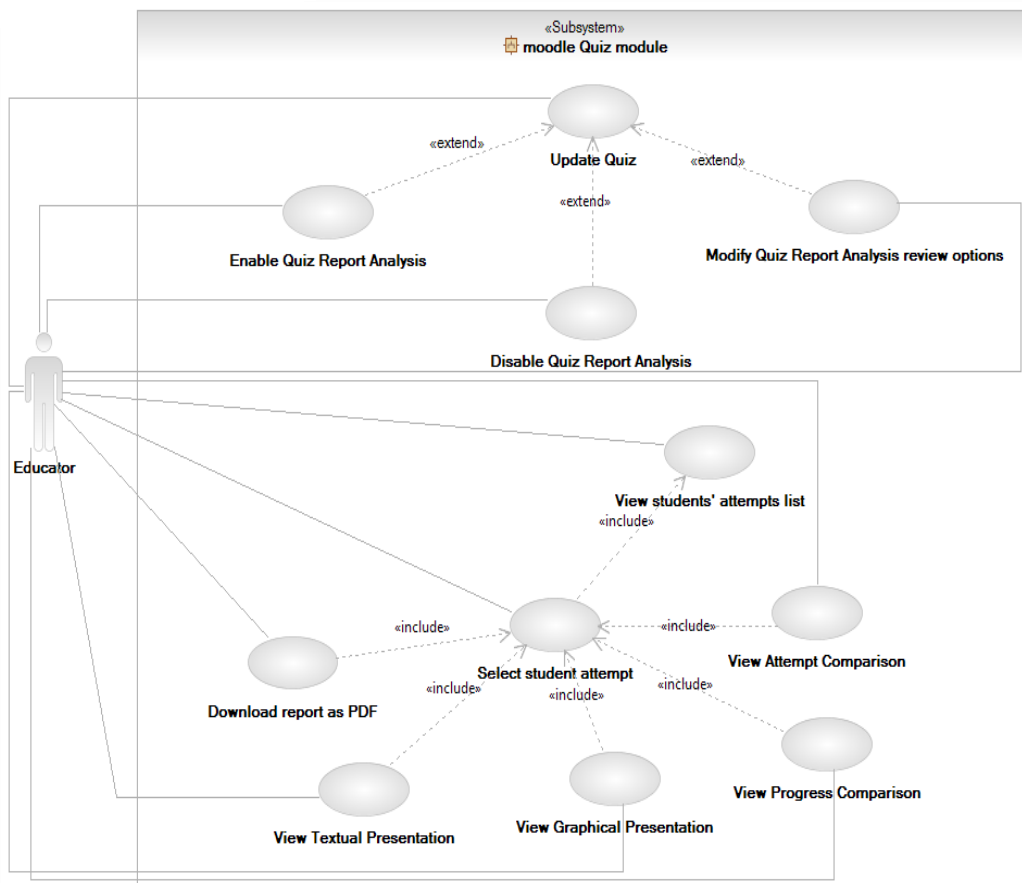 «Subsystem»
moodle Quiz module
«extend»
Update Quiz
«extend»
«extend»
Enable Quiz Report Analysis
Modify Quiz Report Analysis review options
Disable Quiz Report Analysis
Educator
View students' attempts list
«include»
«include»
«include»
Select student attempt
View Attempt Comparison
«include»
«include»
«include»
Download report as PDF
View Progress Comparison
View Textual Presentation
View Graphical Presentation